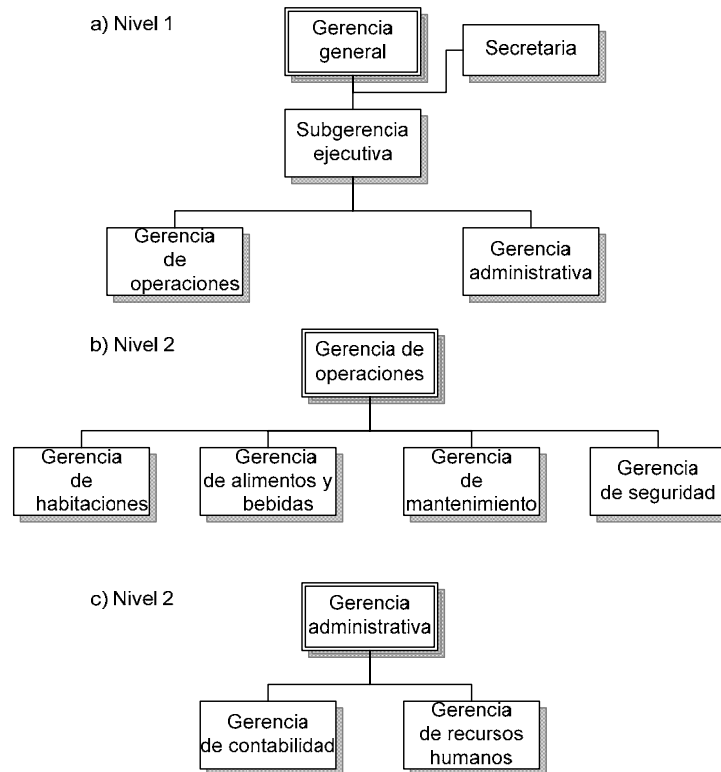 a) Nivel 1
Gerencia
general
Secretaria
Subgerencia
ejecutiva
Gerencia
de
operaciones
Gerencia
administrativa
b) Nivel 2
Gerencia de
operaciones
Gerencia
de
habitaciones
Gerencia
de alimentos y
bebidas
Gerencia
de
mantenimiento
Gerencia
de seguridad
c) Nivel 2
Gerencia
administrativa
Gerencia
de contabilidad
Gerencia
de recursos
humanos